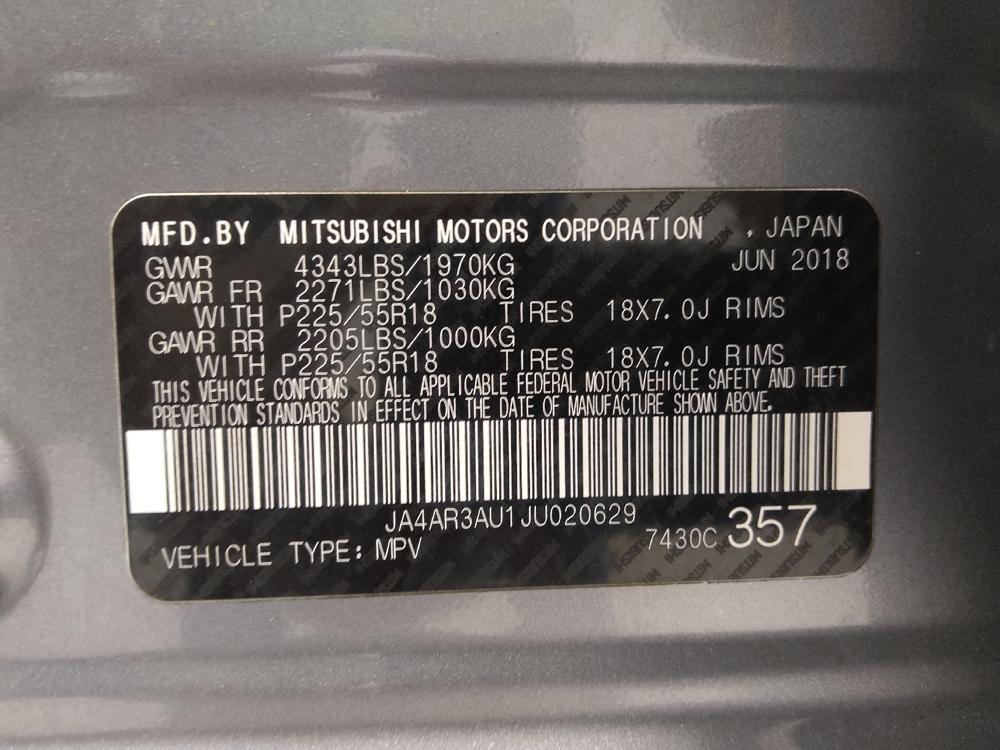 MFD.BY MITSUBISHI MOTORS CORPORATION , JAPAN
GVWR 4343LBS/1970KG JUN 2018
GAWR FR 2271LBS/1030KG
WITH P225/55R18 TIRES 18X7.0J RIMS
GAWR RR 2205LBS/1000KG
WITH P225/55R18 TIRES 18X7.0J RIMS
THIS VEHICLE CONFORMS TO ALL APPLICABLE FEDERAL MOTOR VEHICLE SAFETY AND THEFT
PREVENTION STANDARDS IN EFFECT ON THE DATE OF MANUFACTURE SHOWN ABOVE.
JA4AR3AU1JU020629
VEHICLE TYPE: MPV 7430C 357